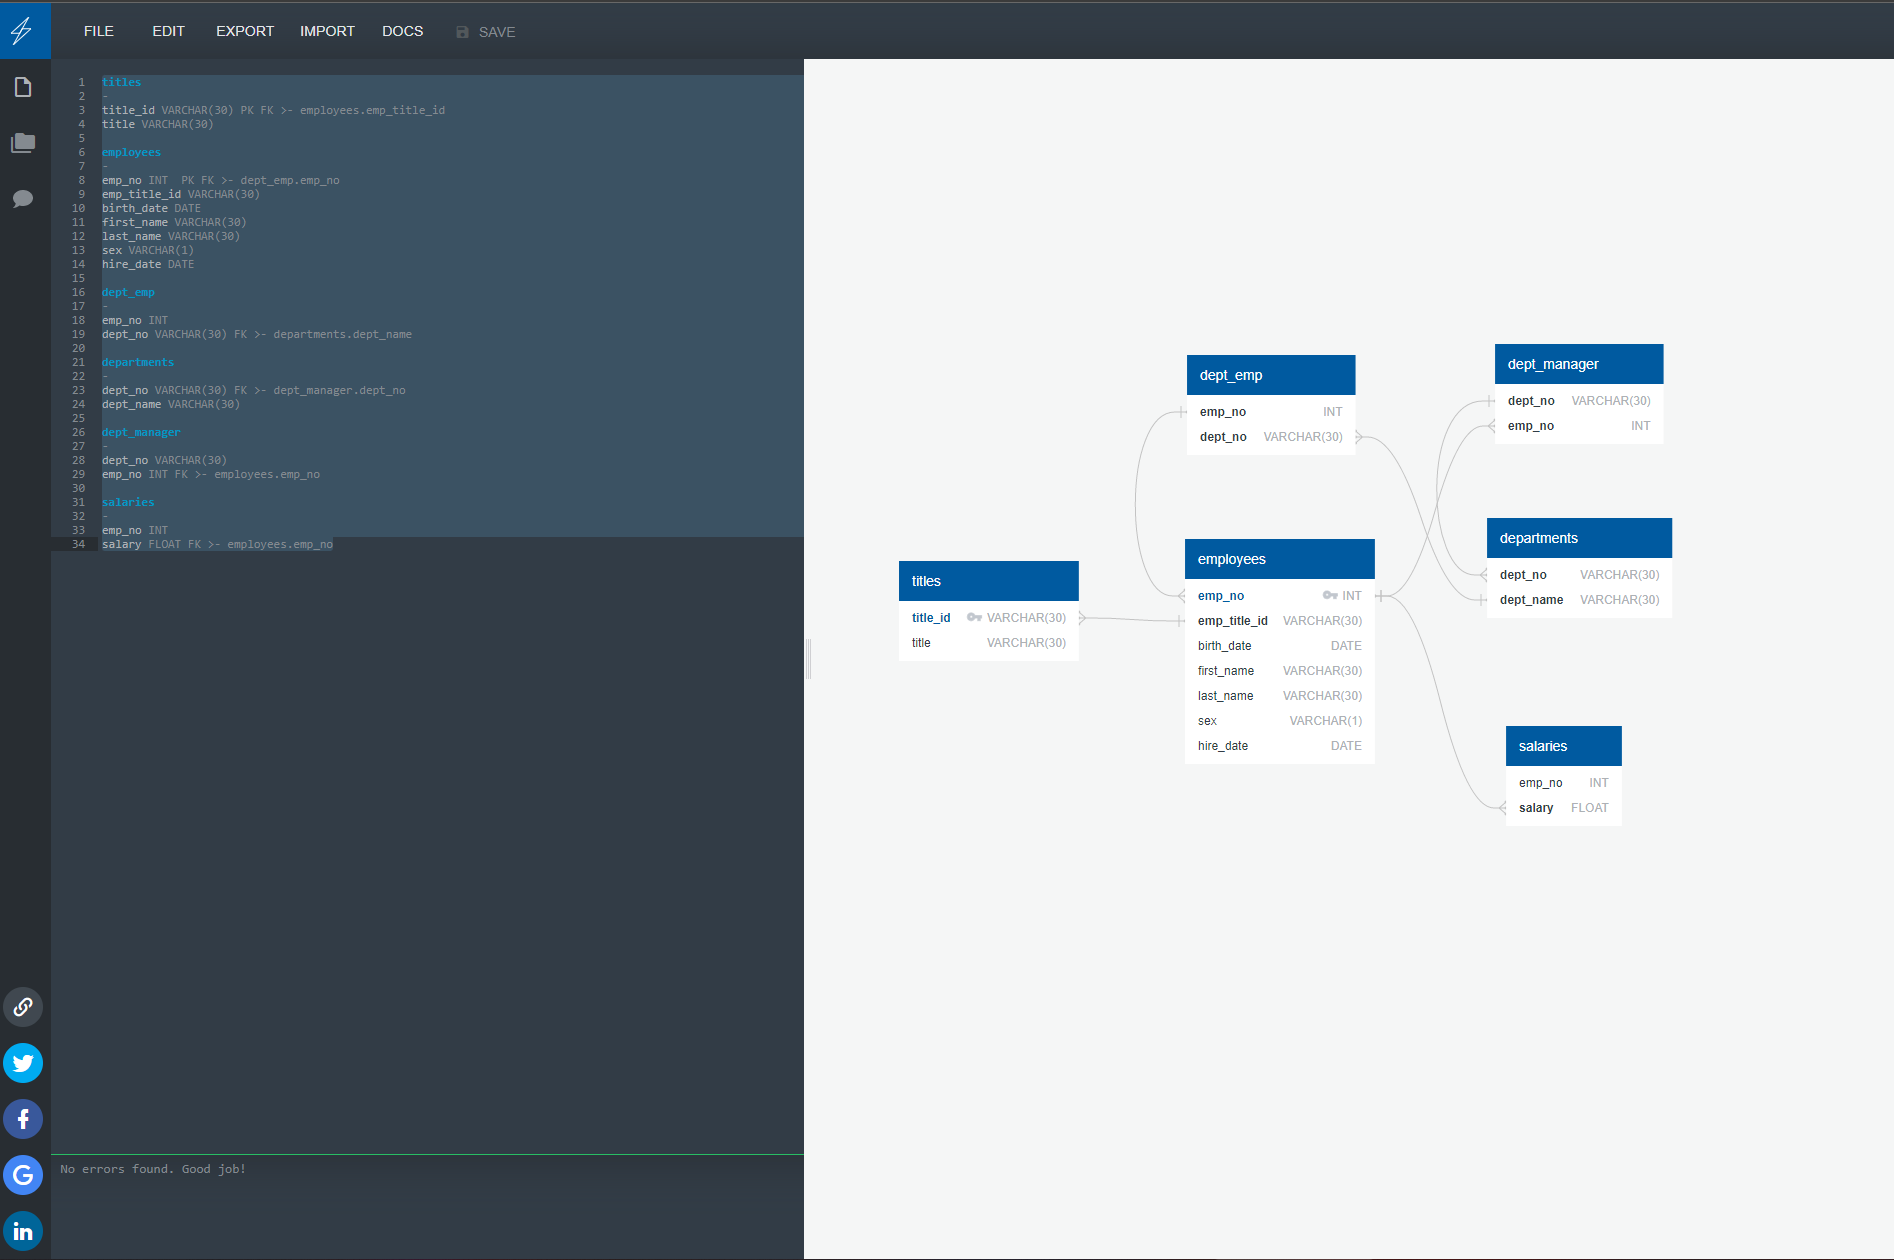 FILE EDIT EXPORT IMPORT DOCS SAVE
1 titles
2 -
3 title_id VARCHAR(30) PK FK >- employees.emp_title_id
4 title VARCHAR(30)
5
6 employees
7 -
8 emp_no INT  PK FK >- dept_emp.emp_no
9 emp_title_id VARCHAR(30)
10 birth_date DATE
11 first_name VARCHAR(30)
12 last_name VARCHAR(30)
13 sex VARCHAR(1)
14 hire_date DATE
15
16 dept_emp
17 -
18 emp_no INT
19 dept_no VARCHAR(30) FK >- departments.dept_name
20
21 departments
22 -
23 dept_no VARCHAR(30) FK >- dept_manager.dept_no
24 dept_name VARCHAR(30)
25
26 dept_manager
27 -
28 dept_no VARCHAR(30)
29 emp_no INT FK >- employees.emp_no
30
31 salaries
32 -
33 emp_no INT
34 salary FLOAT FK >- employees.emp_no
No errors found. Good job!
dept_emp
emp_no INT
dept_no VARCHAR(30)
dept_manager
dept_no VARCHAR(30)
emp_no INT
titles
title_id VARCHAR(30)
title VARCHAR(30)
employees
emp_no INT
emp_title_id VARCHAR(30)
birth_date DATE
first_name VARCHAR(30)
last_name VARCHAR(30)
sex VARCHAR(1)
hire_date DATE
departments
dept_no VARCHAR(30)
dept_name VARCHAR(30)
salaries
emp_no INT
salary FLOAT